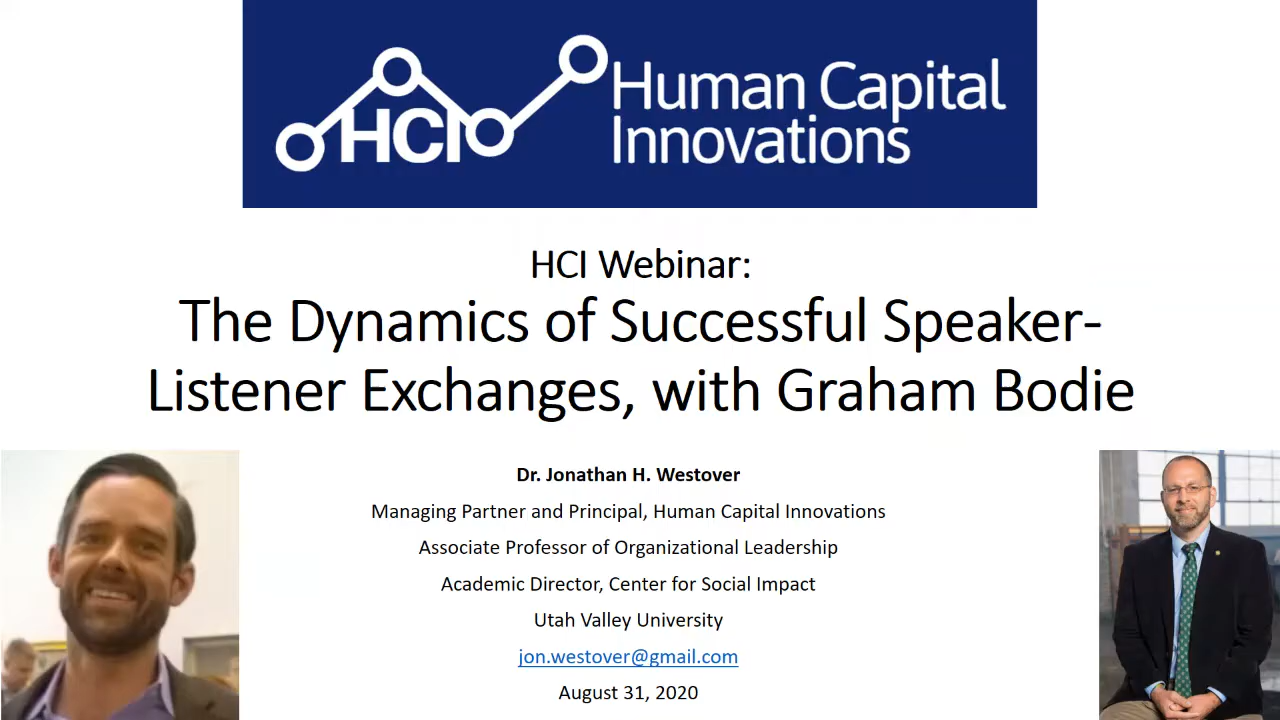 HCI
Human Capital
Innovations
HCI Webinar:
The Dynamics of Successful Speaker-
Listener Exchanges, with Graham Bodie
Dr. Jonathan H. Westover
Managing Partner and Principal, Human Capital Innovations
Associate Professor of Organizational Leadership
Academic Director, Center for Social Impact
Utah Valley University
jon.westover@gmail.com
August 31, 2020